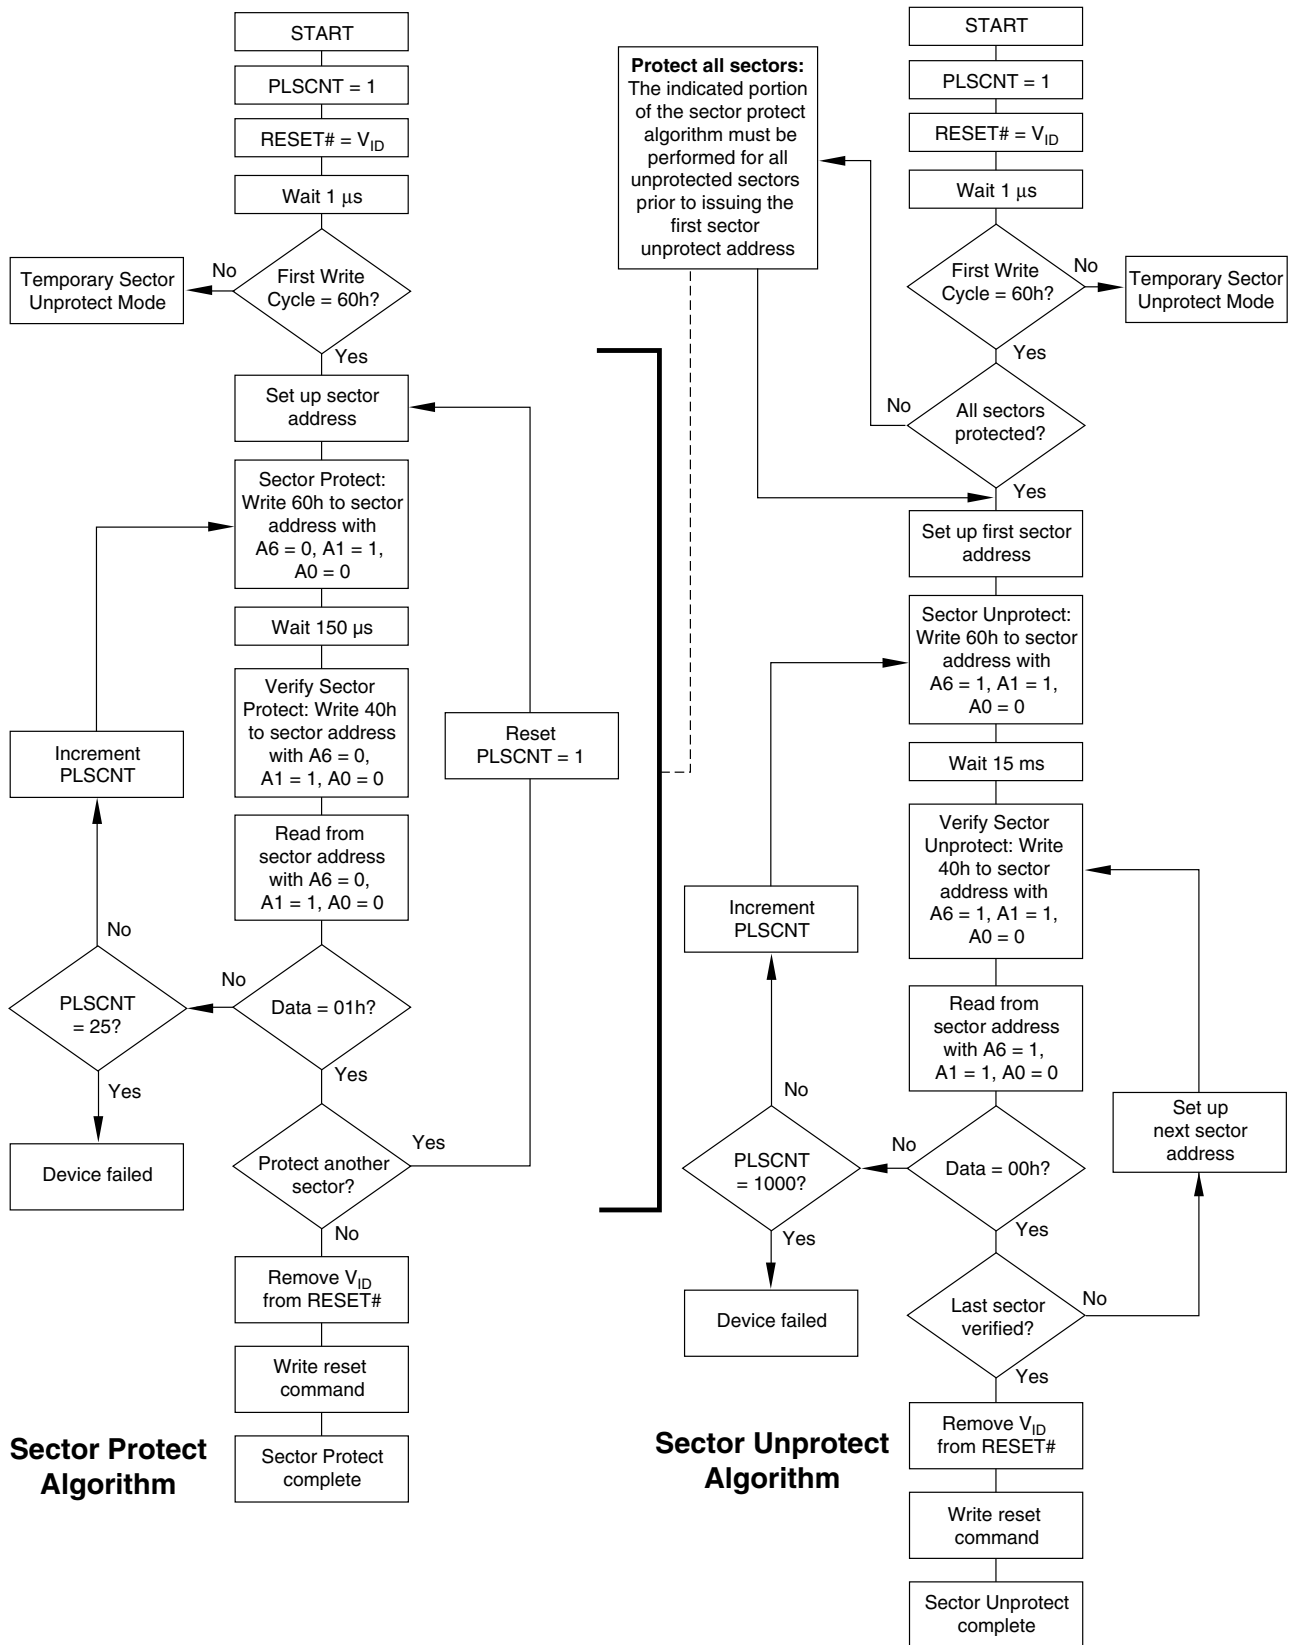 START
PLSCNT = 1
RESET# = VID
Wait 1 μs
First Write
Cycle = 60h?
No
Temporary Sector
Unprotect Mode
Yes
Set up sector
address
Sector Protect:
Write 60h to sector
address with
A6 = 0, A1 = 1,
A0 = 0
Wait 150 µs
Verify Sector
Protect: Write 40h
to sector address
with A6 = 0,
A1 = 1, A0 = 0
Increment
PLSCNT
Reset
PLSCNT = 1
Read from
sector address
with A6 = 0,
A1 = 1, A0 = 0
No
PLSCNT
= 25?
No
Data = 01h?
Yes
Yes
Device failed
Protect another
sector?
Yes
No
Remove VID
from RESET#
Write reset
command
Sector Protect
complete
Sector Protect
Algorithm
Protect all sectors:
The indicated portion
of the sector protect
algorithm must be
performed for all
unprotected sectors
prior to issuing the
first sector
unprotect address
START
PLSCNT = 1
RESET# = VID
Wait 1 μs
First Write
Cycle = 60h?
No
Temporary Sector
Unprotect Mode
Yes
No
All sectors
protected?
Yes
Set up first sector
address
Sector Unprotect:
Write 60h to sector
address with
A6 = 1, A1 = 1,
A0 = 0
Wait 15 ms
Verify Sector
Unprotect: Write
40h to sector
address with
A6 = 1, A1 = 1,
A0 = 0
Increment
PLSCNT
Read from
sector address
with A6 = 1,
A1 = 1, A0 = 0
No
PLSCNT
= 1000?
No
Data = 00h?
Set up
next sector
address
Yes
Yes
Device failed
Last sector
verified?
No
Yes
Remove VID
from RESET#
Write reset
command
Sector Unprotect
complete
Sector Unprotect
Algorithm